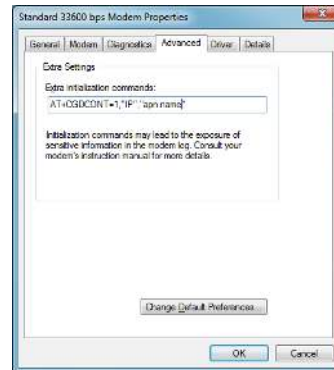 Standard 33600 bps Modem Properties
General Modem Diagnostics Advanced Driver Details
Extra Settings
Extra initialization commands:
AT+CGDCONT=1,"IP","apn name"
Initialization commands may lead to the exposure of
sensitive information in the modem log. Consult your
modem's instruction manual for more details.
Change Default Preferences...
OK Cancel